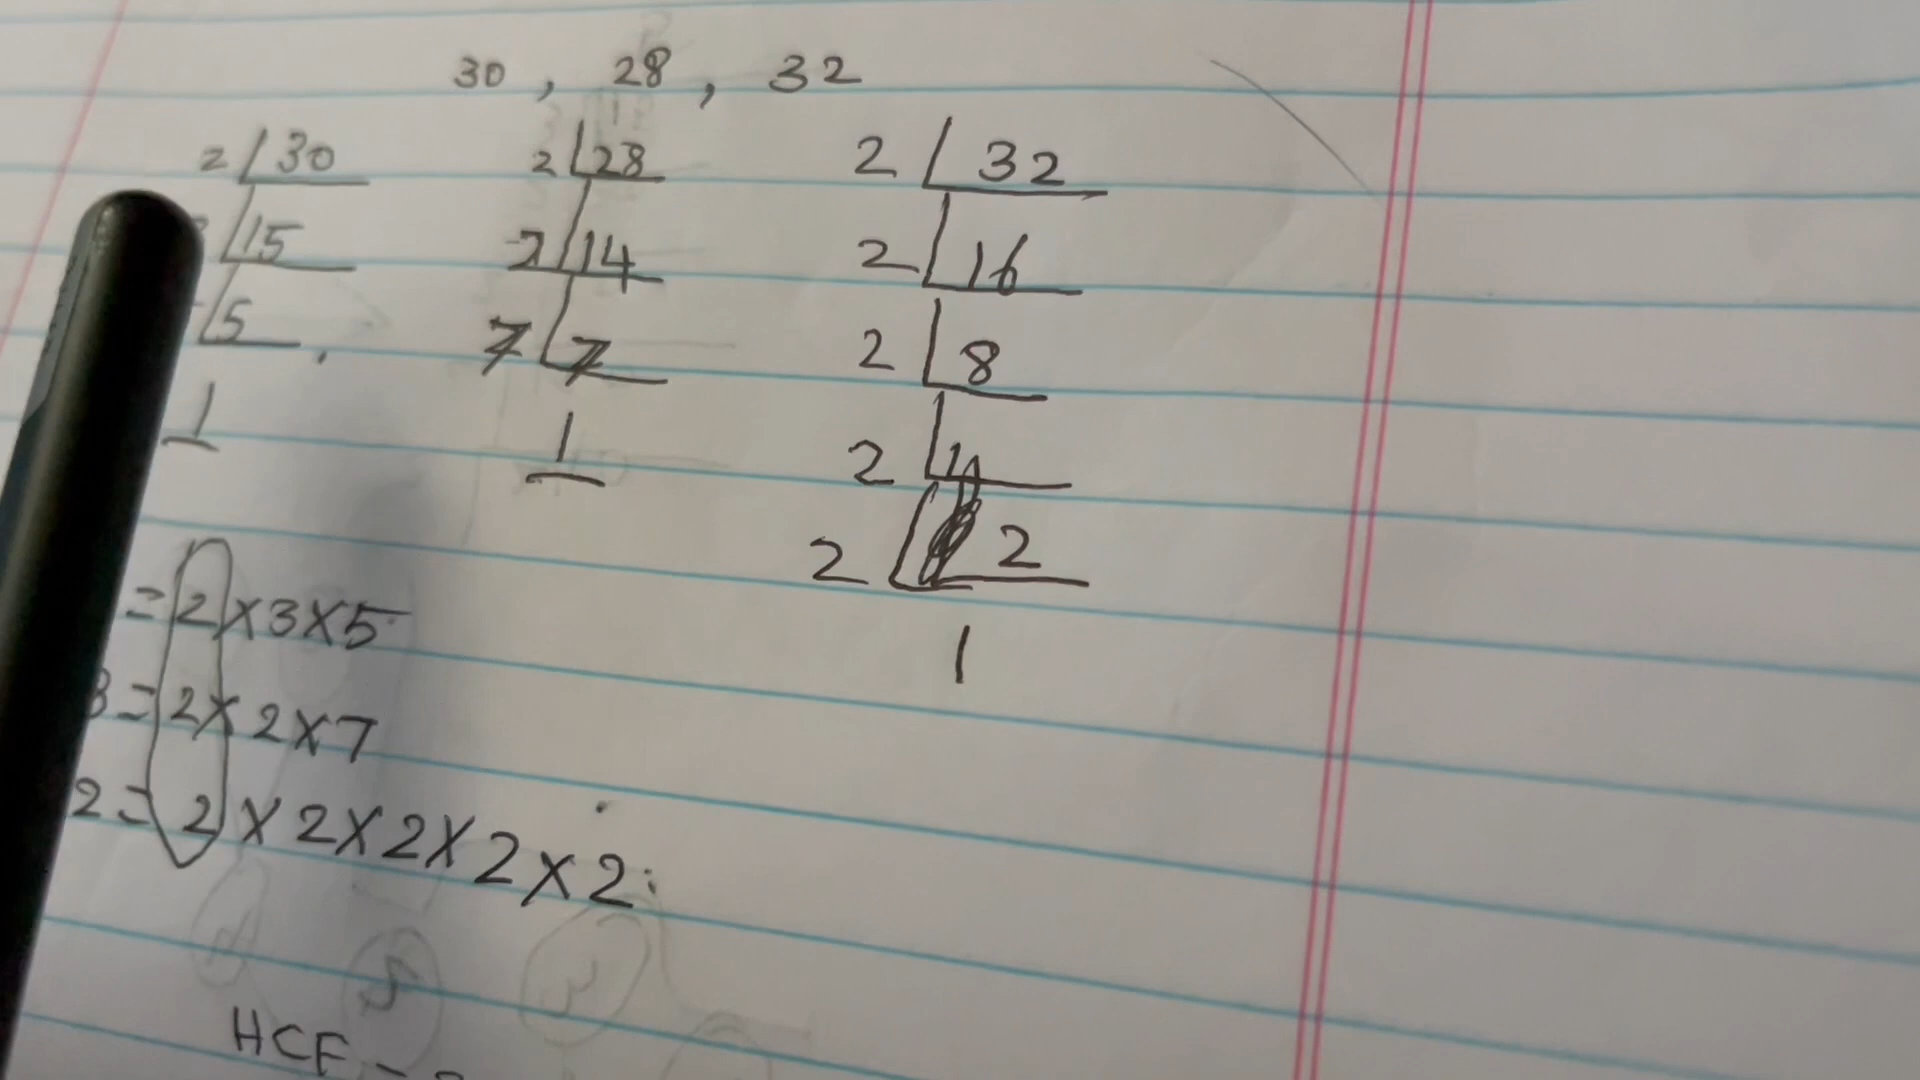 30 , 28 , 32
2 30 2 28 2 32
15 2 14 2 16
5 7 7 2 8
1 1 2 4
2 2
1
= 2 x 3 x 5
8 = 2 x 2 x 7
2 = 2 x 2 x 2 x 2 x 2
HCF -